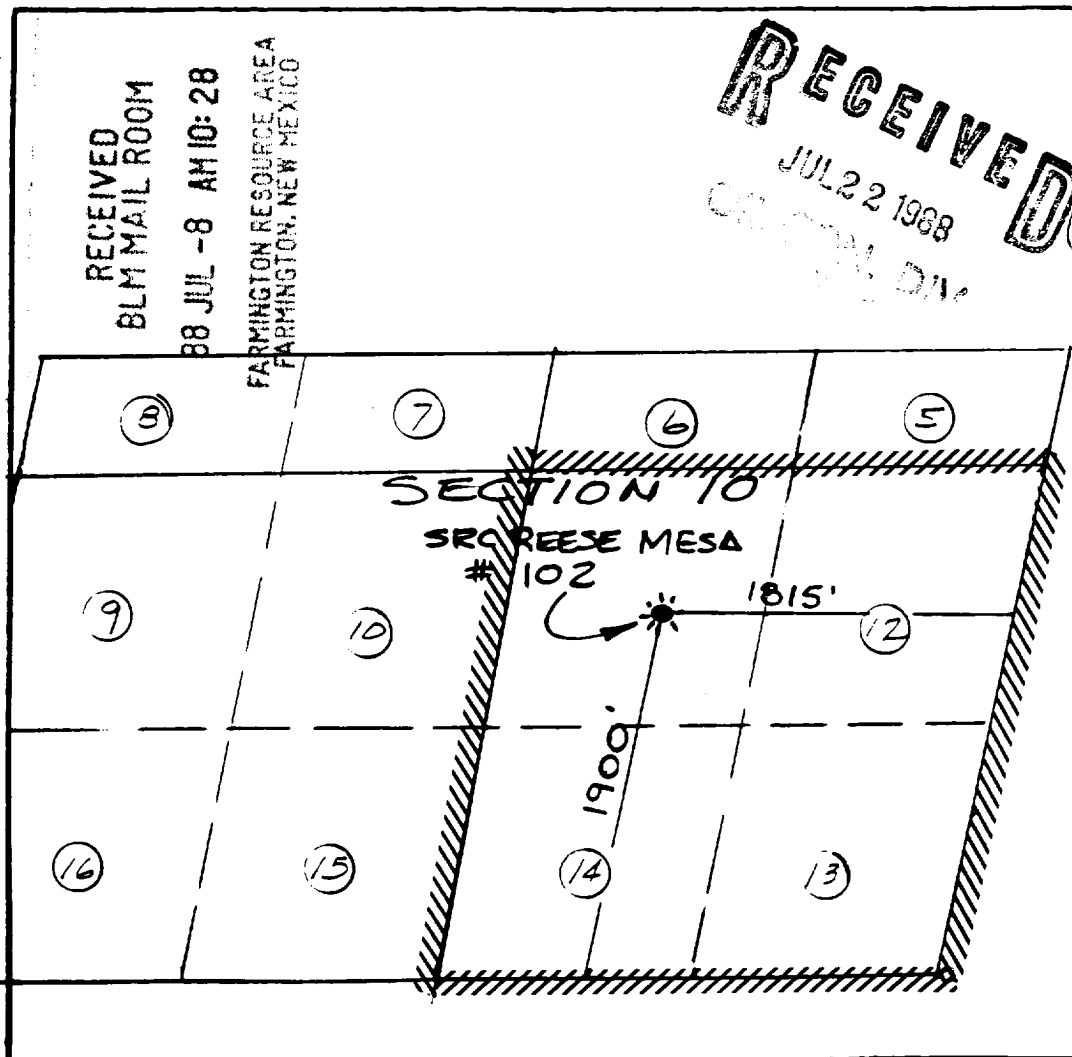 RECEIVED
BLM MAIL ROOM
88 JUL -8 AM 10:28
FARMINGTON RESOURCE AREA
FARMINGTON, NEW MEXICO
RECEIVED
JUL 22 1988
DIV
8
7
6
5
SECTION 10
SRC REESE MESA
# 102
1815'
9
10
12
1900'
16
15
14
13